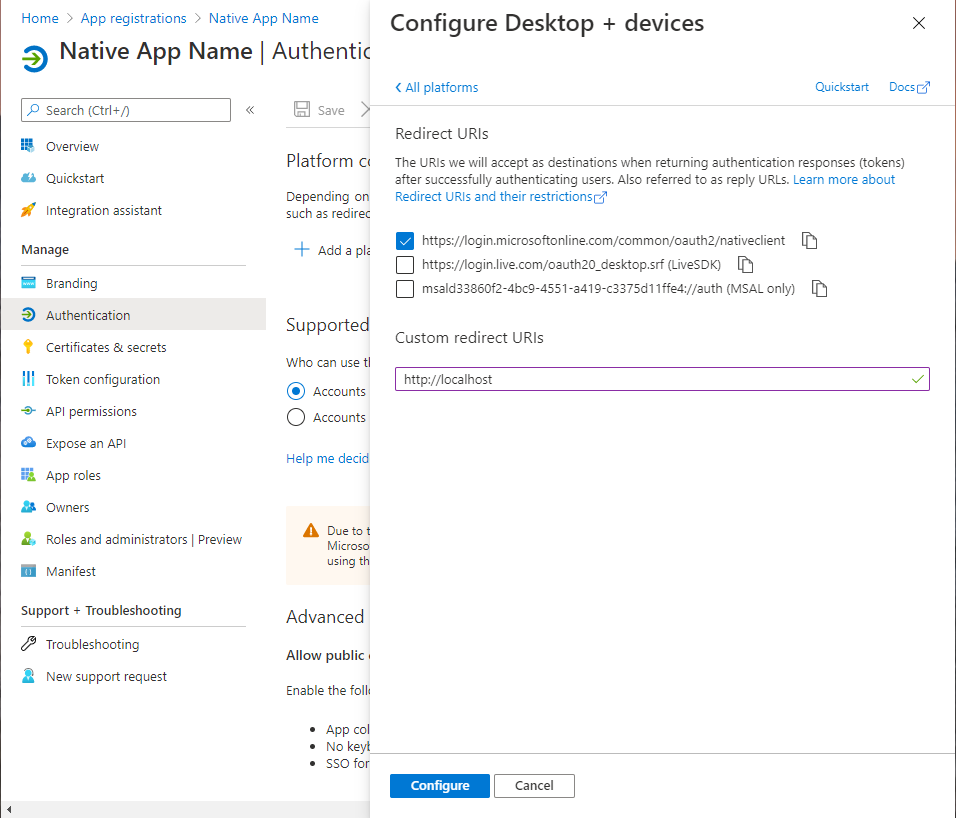 Home > App registrations > Native App Name
Native App Name | Authentic
Search (Ctrl+/)
«
Overview
Quickstart
Integration assistant
Manage
Branding
Authentication
Certificates & secrets
Token configuration
API permissions
Expose an API
App roles
Owners
Roles and administrators | Preview
Manifest
Support + Troubleshooting
Troubleshooting
New support request
Save
Platform co
Depending on
such as redirec
Add a pla
Supported
Who can use th
Accounts
Accounts
Help me decid
Due to t
Microso
using th
Advanced
Allow public
Enable the follo
App col
No keyb
SSO for
Configure Desktop + devices
All platforms
Quickstart
Docs
Redirect URIs
The URIs we will accept as destinations when returning authentication responses (tokens)
after successfully authenticating users. Also referred to as reply URLs. Learn more about
Redirect URIs and their restrictions
https://login.microsoftonline.com/common/oauth2/nativeclient
https://login.live.com/oauth20_desktop.srf (LiveSDK)
msald33860f2-4bc9-4551-a419-c3375d11ffe4://auth (MSAL only)
Custom redirect URIs
http://localhost
Configure
Cancel